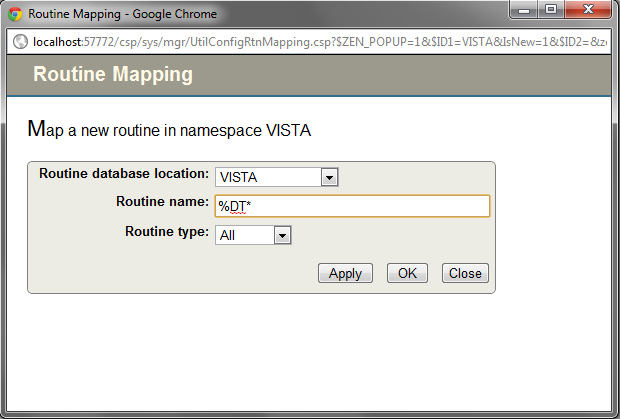 Routine Mapping - Google Chrome
localhost:57772/csp/sys/mgr/UtilConfigRtnMapping.csp?$ZEN_POPUP=1&$ID1=VISTA&IsNew=1&$ID2=&ze
Routine Mapping
Map a new routine in namespace VISTA
Routine database location: VISTA
Routine name: %DT*
Routine type: All
Apply OK Close